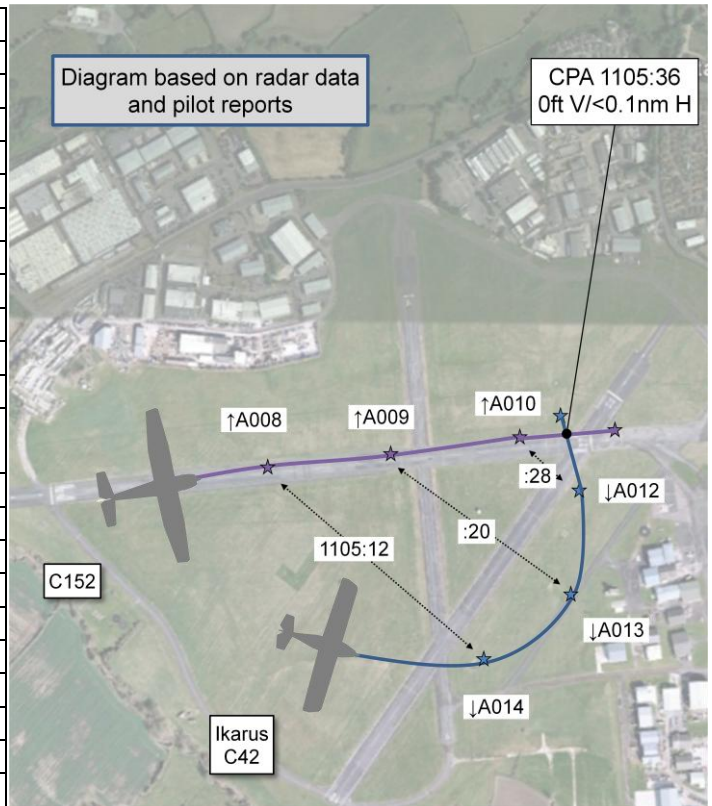 Diagram based on radar data
and pilot reports
CPA 1105:36
0ft V/<0.1nm H
↑A008
↑A009
↑A010
:28
↓A012
:20
1105:12
C152
↓A013
↓A014
Ikarus
C42